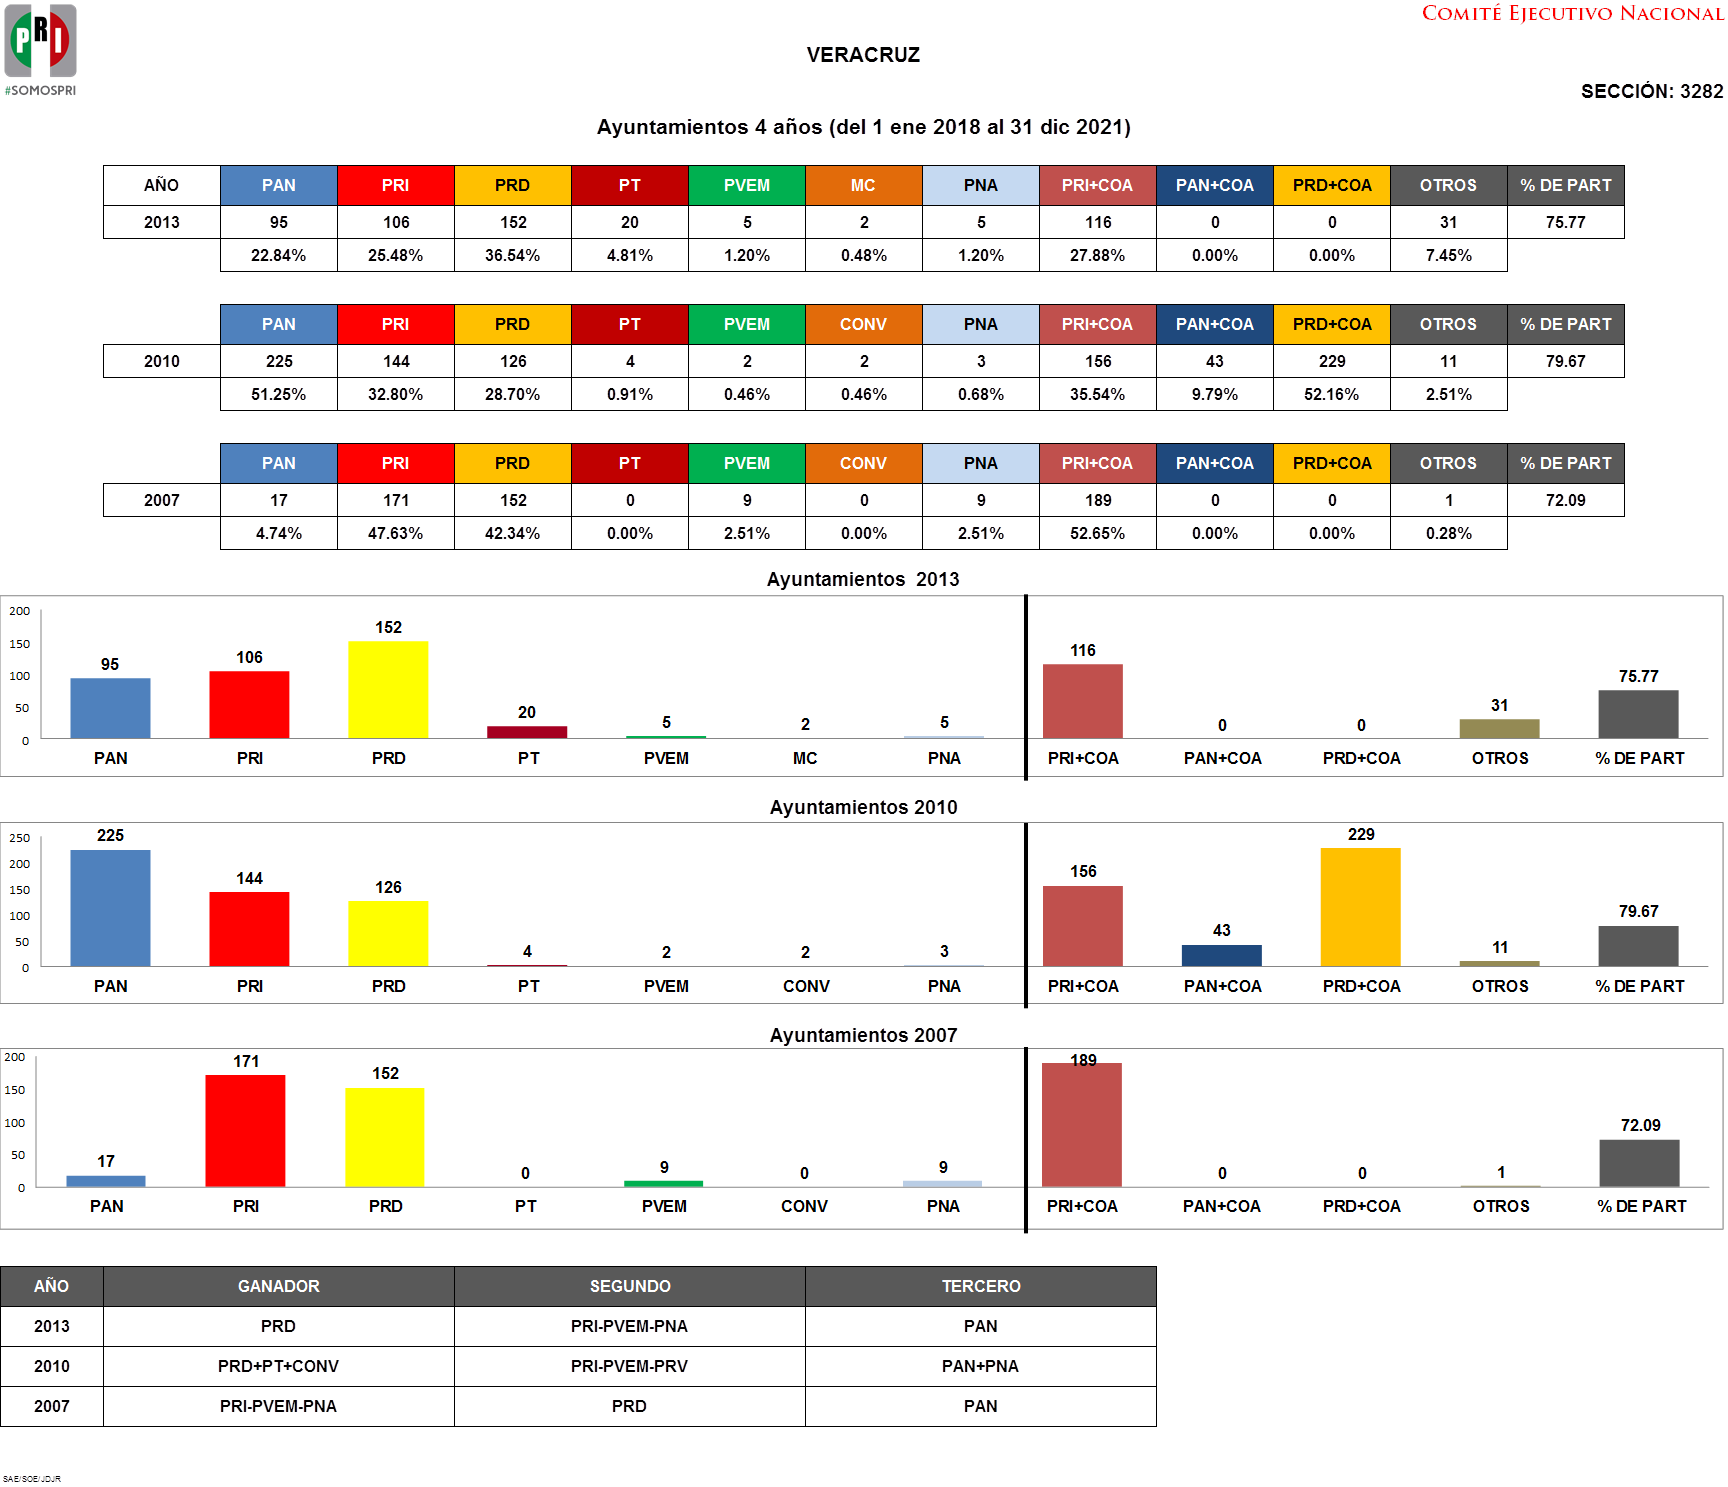 COMITÉ EJECUTIVO NACIONAL
PRI
#SOMOSPRI
VERACRUZ
SECCIÓN: 3282
Ayuntamientos 4 años (del 1 ene 2018 al 31 dic 2021)
AÑO PAN PRI PRD PT PVEM MC PNA PRI+COA PAN+COA PRD+COA OTROS % DE PART
2013 95 106 152 20 5 2 5 116 0 0 31 75.77
22.84% 25.48% 36.54% 4.81% 1.20% 0.48% 1.20% 27.88% 0.00% 0.00% 7.45%
PAN PRI PRD PT PVEM CONV PNA PRI+COA PAN+COA PRD+COA OTROS % DE PART
2010 225 144 126 4 2 2 3 156 43 229 11 79.67
51.25% 32.80% 28.70% 0.91% 0.46% 0.46% 0.68% 35.54% 9.79% 52.16% 2.51%
PAN PRI PRD PT PVEM CONV PNA PRI+COA PAN+COA PRD+COA OTROS % DE PART
2007 17 171 152 0 9 0 9 189 0 0 1 72.09
4.74% 47.63% 42.34% 0.00% 2.51% 0.00% 2.51% 52.65% 0.00% 0.00% 0.28%
Ayuntamientos 2013
200
150
100
50
0
95 106 152 20 5 2 5 116 0 0 31 75.77
PAN PRI PRD PT PVEM MC PNA PRI+COA PAN+COA PRD+COA OTROS % DE PART
Ayuntamientos 2010
250
200
150
100
50
0
225 144 126 4 2 2 3 156 43 229 11 79.67
PAN PRI PRD PT PVEM CONV PNA PRI+COA PAN+COA PRD+COA OTROS % DE PART
Ayuntamientos 2007
200
150
100
50
0
17 171 152 0 9 0 9 189 0 0 1 72.09
PAN PRI PRD PT PVEM CONV PNA PRI+COA PAN+COA PRD+COA OTROS % DE PART
AÑO GANADOR SEGUNDO TERCERO
2013 PRD PRI-PVEM-PNA PAN
2010 PRD+PT+CONV PRI-PVEM-PRV PAN+PNA
2007 PRI-PVEM-PNA PRD PAN
SAE/SOE/JDJR